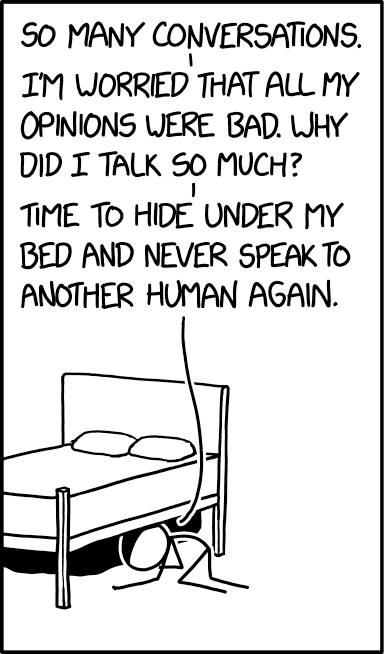 SO MANY CONVERSATIONS.
I'M WORRIED THAT ALL MY
OPINIONS WERE BAD. WHY
DID I TALK SO MUCH?
TIME TO HIDE UNDER MY
BED AND NEVER SPEAK TO
ANOTHER HUMAN AGAIN.